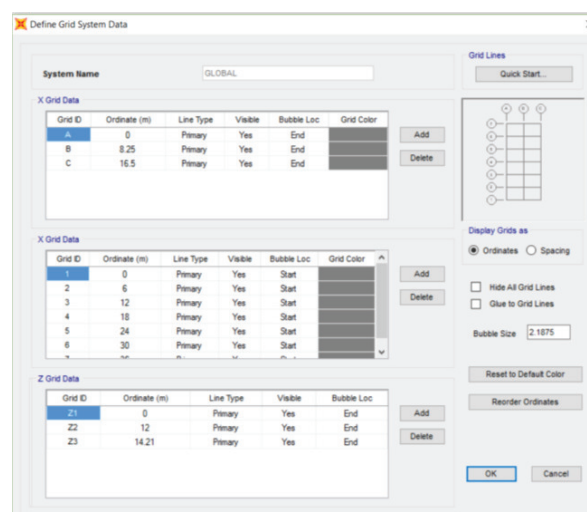 Define Grid System Data
System Name GLOBAL
Grid Lines
Quick Start...
X Grid Data
Grid ID Ordinate (m) Line Type Visible Bubble Loc Grid Color
A 0 Primary Yes End
B 8.25 Primary Yes End
C 16.5 Primary Yes End
Add
Delete
Display Grids as
Ordinates Spacing
X Grid Data
Grid ID Ordinate (m) Line Type Visible Bubble Loc Grid Color
1 0 Primary Yes Start
2 6 Primary Yes Start
3 12 Primary Yes Start
4 18 Primary Yes Start
5 24 Primary Yes Start
6 30 Primary Yes Start
Add
Delete
Hide All Grid Lines
Glue to Grid Lines
Bubble Size 2.1875
Reset to Default Color
Reorder Ordinates
Z Grid Data
Grid ID Ordinate (m) Line Type Visible Bubble Loc
Z1 0 Primary Yes End
Z2 12 Primary Yes End
Z3 14.21 Primary Yes End
Add
Delete
OK Cancel